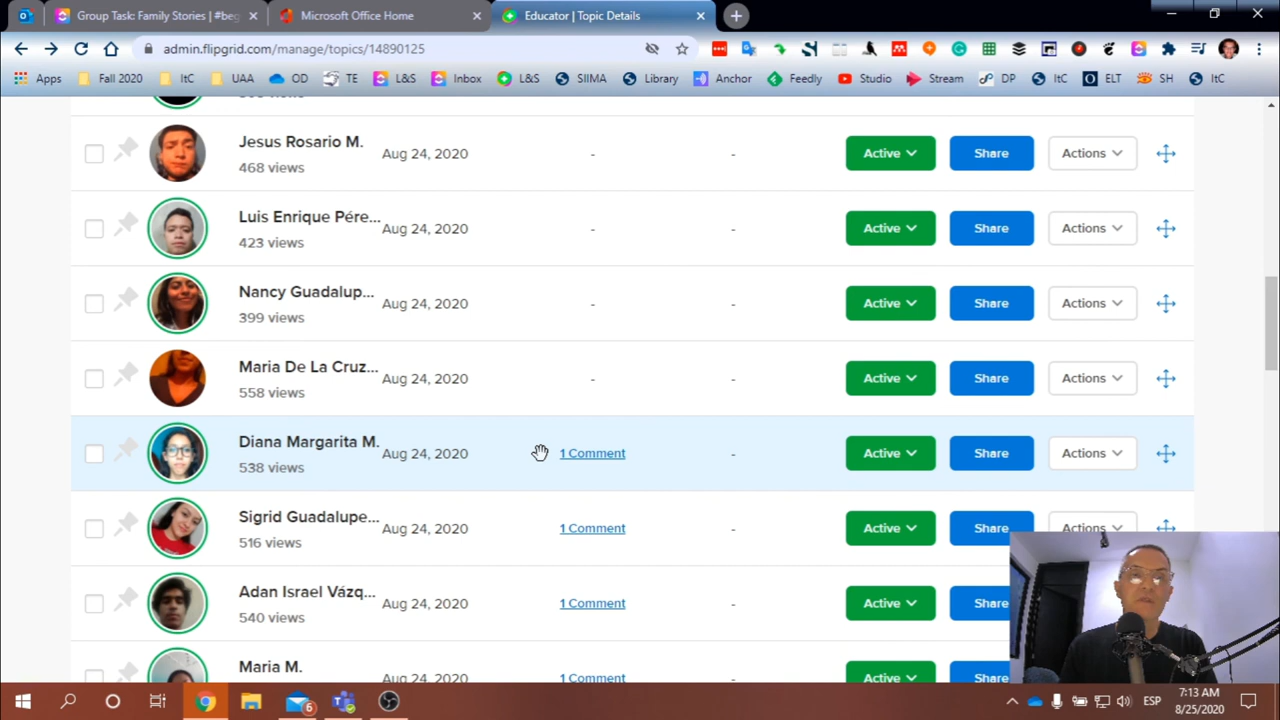 Group Task: Family Stories | #beg
Microsoft Office Home
Educator | Topic Details
admin.flipgrid.com/manage/topics/14890125
Apps
Fall 2020
ItC
UAA
OD
TE
L&S
Inbox
L&S
SIIMA
Library
Anchor
Feedly
Studio
Stream
DP
ItC
ELT
SH
ItC
Jesus Rosario M.
468 views
Aug 24, 2020
-
-
Active
Share
Actions
Luis Enrique Pére...
423 views
Aug 24, 2020
-
-
Active
Share
Actions
Nancy Guadalup...
399 views
Aug 24, 2020
-
-
Active
Share
Actions
Maria De La Cruz...
558 views
Aug 24, 2020
-
-
Active
Share
Actions
Diana Margarita M.
538 views
Aug 24, 2020
1 Comment
-
Active
Share
Actions
Sigrid Guadalupe...
516 views
Aug 24, 2020
1 Comment
-
Active
Share
Actions
Adan Israel Vázq...
540 views
Aug 24, 2020
1 Comment
-
Active
Share
Maria M.
Aug 24, 2020
1 Comment
-
Active
Share
6
ESP
7:13 AM
8/25/2020